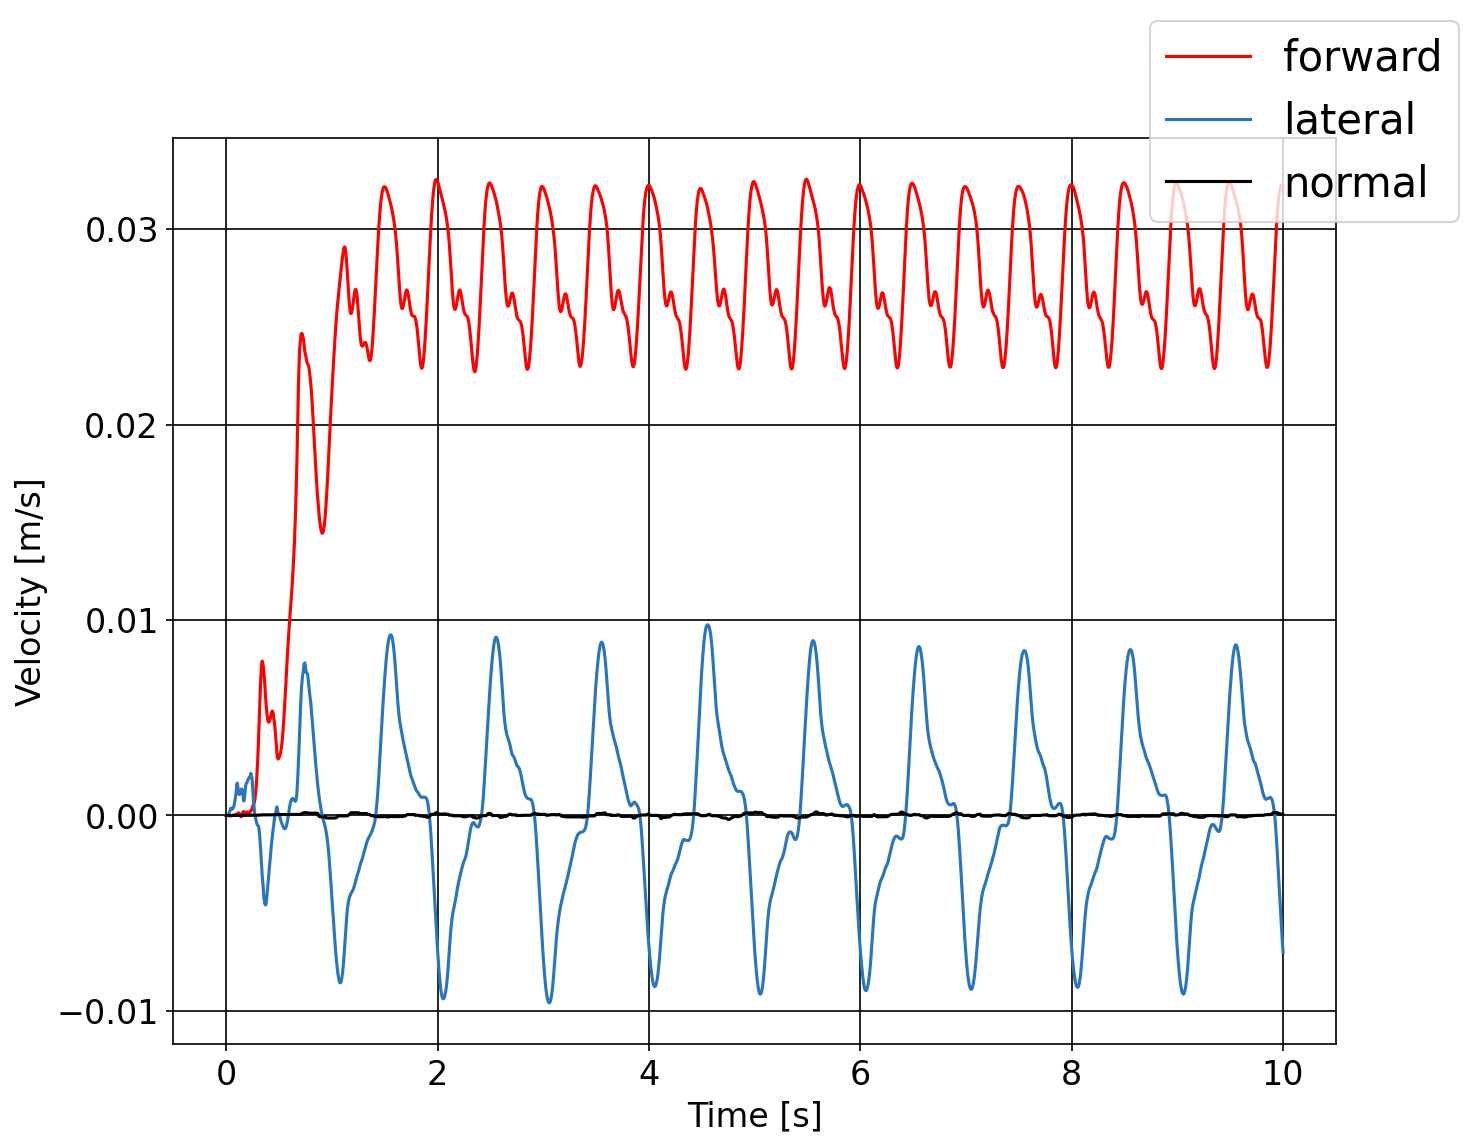 forward
lateral
normal
0.03
0.02
0.01
0.00
−0.01
Velocity [m/s]
0 2 4 6 8 10
Time [s]